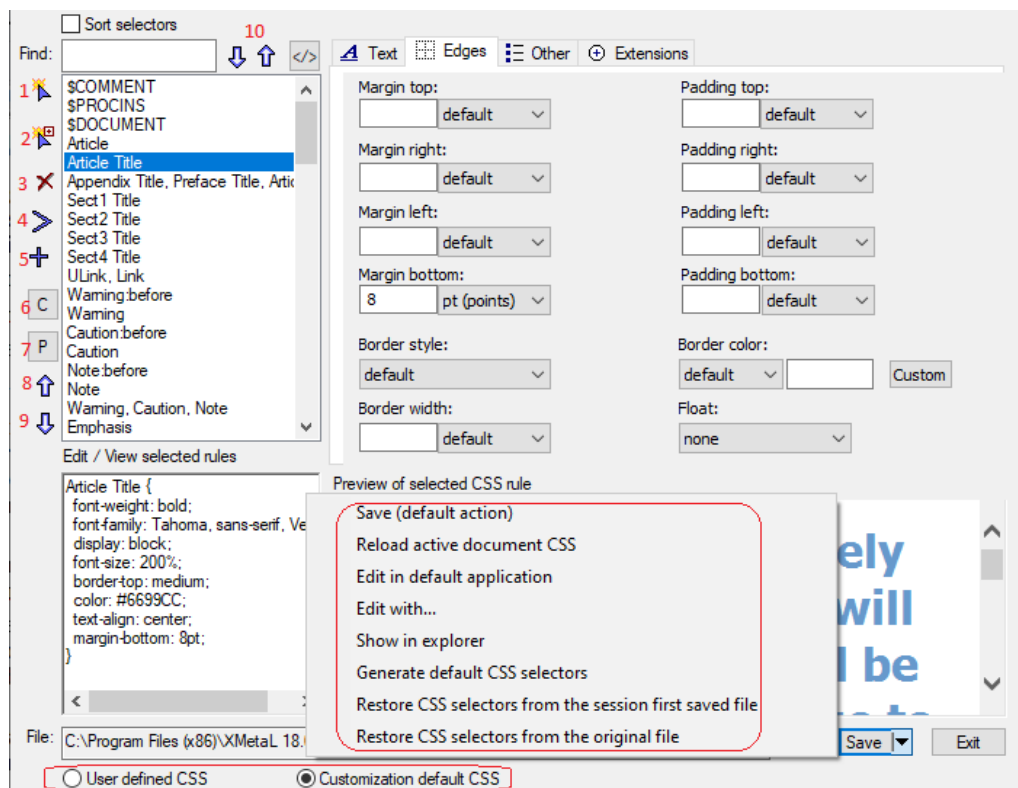 Sort selectors
10
Find:
</>
A Text
Edges
Other
Extensions
1
2
3
4
5
6 C
7 P
8
9
$COMMENT
$PROCINS
$DOCUMENT
Article
Article Title
Appendix Title, Preface Title, Artic
Sect1 Title
Sect2 Title
Sect3 Title
Sect4 Title
ULink, Link
Warning:before
Warning
Caution:before
Caution
Note:before
Note
Warning, Caution, Note
Emphasis
Margin top:
default
Padding top:
default
Margin right:
default
Padding right:
default
Margin left:
default
Padding left:
default
Margin bottom:
8 pt (points)
Padding bottom:
default
Border style:
default
Border color:
default
Custom
Border width:
default
Float:
none
Edit / View selected rules
Article Title {
font-weight: bold;
font-family: Tahoma, sans-serif, Ve
display: block;
font-size: 200%;
border-top: medium;
color: #6699CC;
text-align: center;
margin-bottom: 8pt;
}
Preview of selected CSS rule
Save (default action)
Reload active document CSS
Edit in default application
Edit with...
Show in explorer
Generate default CSS selectors
Restore CSS selectors from the session first saved file
Restore CSS selectors from the original file
ely
will
l be
File:
C:\Program Files (x86)\XMetaL 18.
Save
Exit
User defined CSS
Customization default CSS